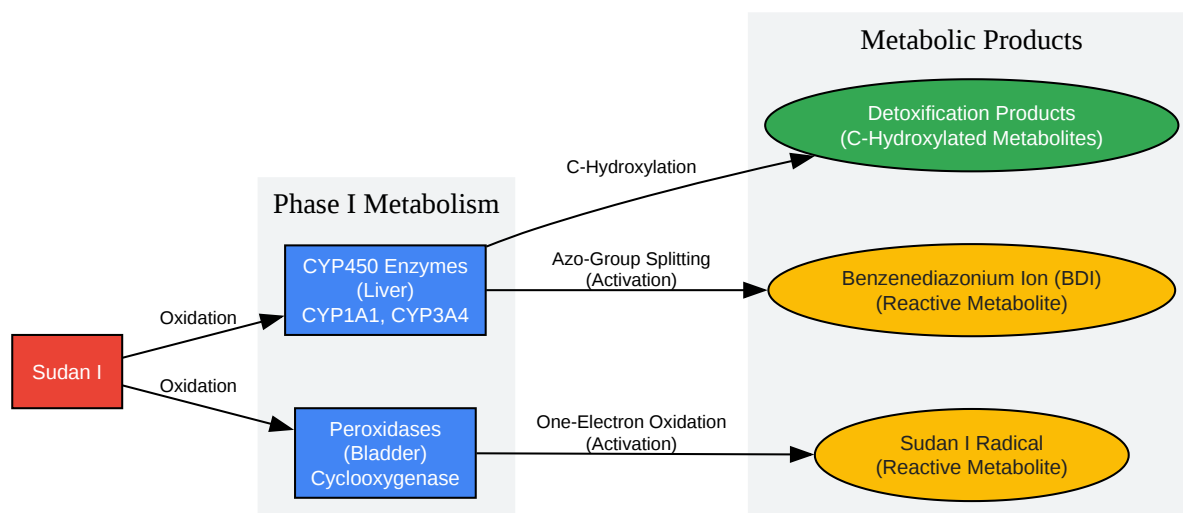 Metabolic Products
Detoxification Products
(C-Hydroxylated Metabolites)
C-Hydroxylation
Phase I Metabolism
CYP450 Enzymes
(Liver)
CYP1A1, CYP3A4
Azo-Group Splitting
(Activation)
Benzenediazonium Ion (BDI)
(Reactive Metabolite)
Oxidation
Sudan I
Oxidation
Peroxidases
(Bladder)
Cyclooxygenase
One-Electron Oxidation
(Activation)
Sudan I Radical
(Reactive Metabolite)